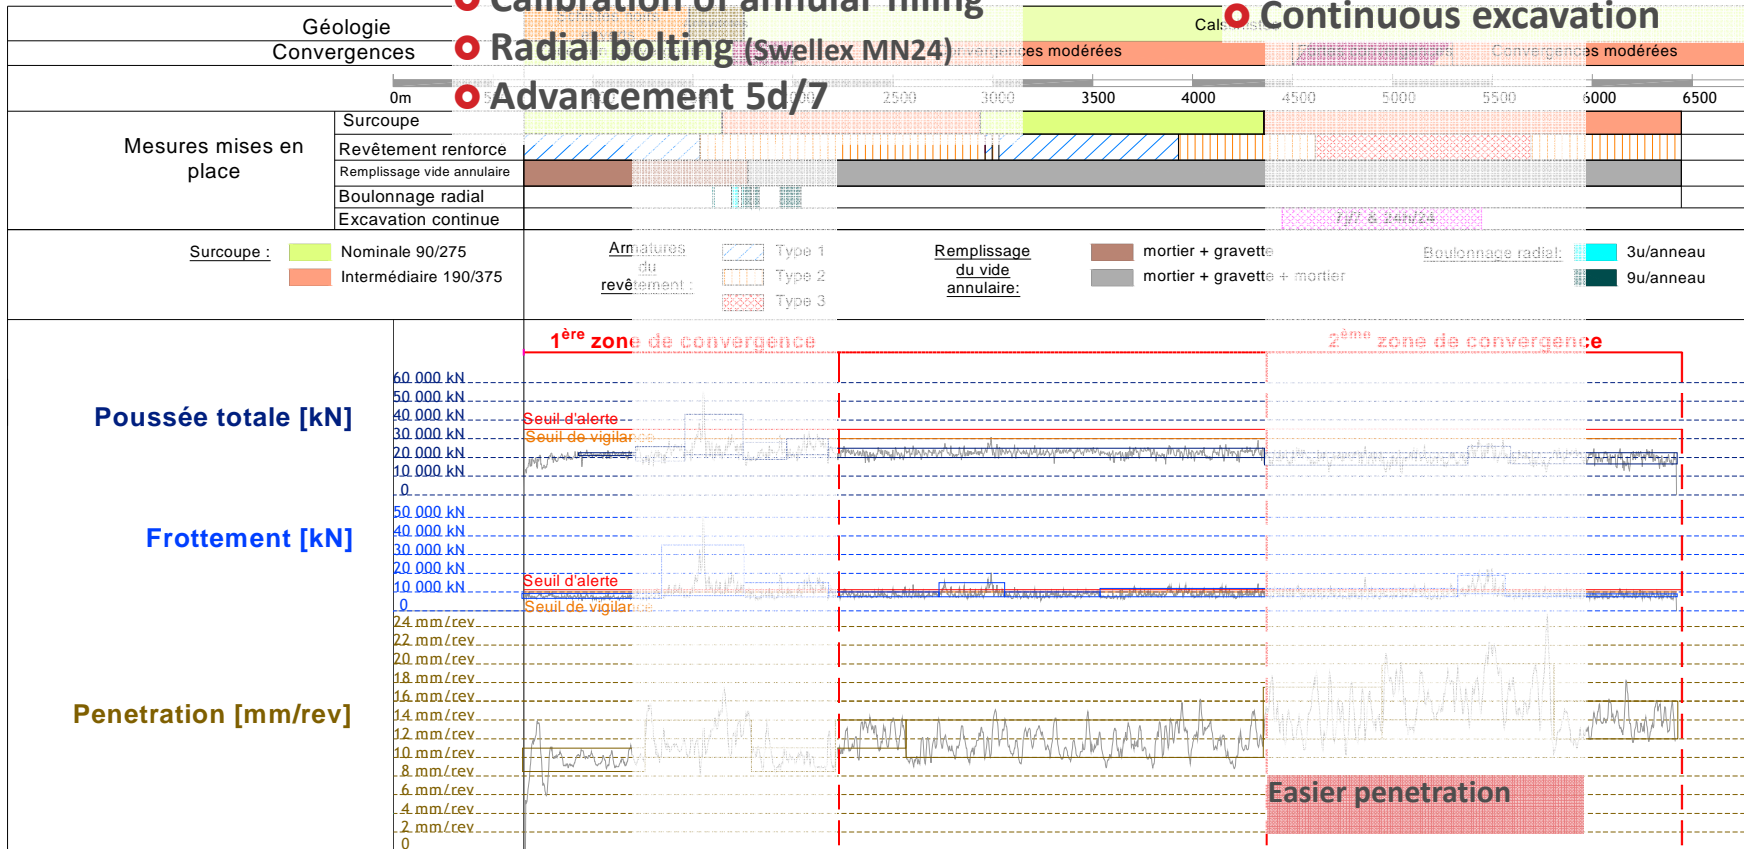 Calibration of annular filling
Continuous excavation
Géologie
Convergences
Radial bolting (Swellex MN24)
convergences modérées
Convergences modérées
Advancement 5d/7
0m 2500 3000 3500 4000 4500 5000 5500 6000 6500
Mesures mises en place
Surcoupe
Revêtement renforce
Remplissage vide annulaire
Boulonnage radial
Excavation continue
7j/7 & 24h/24
Surcoupe :
Nominale 90/275
Intermédiaire 190/375
Armatures
du
revêtement :
Type 1
Type 2
Type 3
Remplissage
du vide
annulaire:
mortier + gravette
mortier + gravette + mortier
Boulonnage radial:
3u/anneau
9u/anneau
1ère zone de convergence
2ème zone de convergence
Poussée totale [kN]
60 000 kN
50 000 kN
40 000 kN
30 000 kN
20 000 kN
10 000 kN
0
Seuil d'alerte
Seuil de vigilance
Frottement [kN]
50 000 kN
40 000 kN
30 000 kN
20 000 kN
10 000 kN
0
Seuil d'alerte
Seuil de vigilance
Penetration [mm/rev]
24 mm/rev
22 mm/rev
20 mm/rev
18 mm/rev
16 mm/rev
14 mm/rev
12 mm/rev
10 mm/rev
8 mm/rev
6 mm/rev
4 mm/rev
2 mm/rev
0
Easier penetration